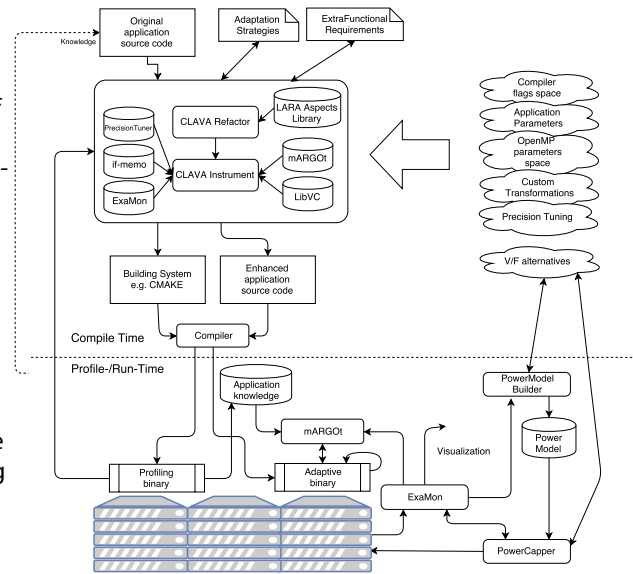 Original
application
source code
Knowledge
Adaptation
Strategies
ExtraFunctional
Requirements
PrecisionTuner
if-memo
ExaMon
CLAVA Refactor
CLAVA Instrument
LARA Aspects
Library
mARGOt
LibVC
Compiler
flags space
Application
Parameters
OpenMP
parameters
space
Custom
Transformations
Precision Tuning
V/F alternatives
Building System
e.g. CMAKE
Enhanced
application
source code
Compile Time
Compiler
Profile-/Run-Time
Application
knowledge
mARGOt
Profiling
binary
Adaptive
binary
Visualization
ExaMon
PowerModel
Builder
Power
Model
PowerCapper